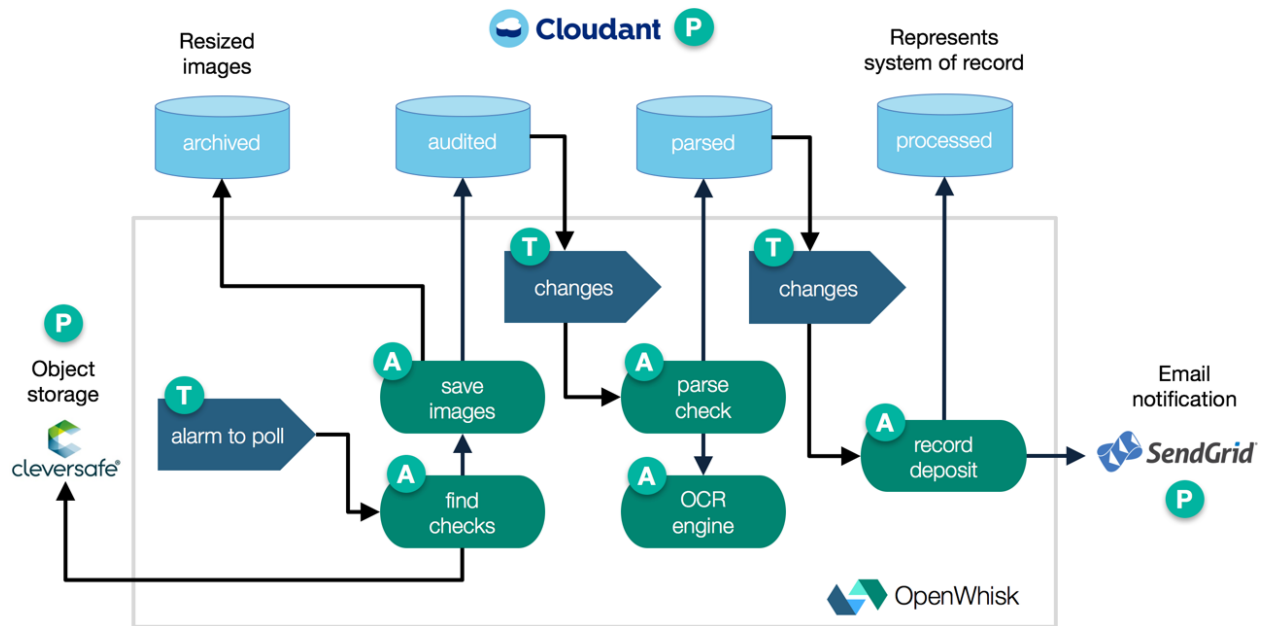 Cloudant P
Resized
images
Represents
system of record
archived
audited
parsed
processed
T
changes
T
changes
P
Object
storage
cleversafe®
T
alarm to poll
A
save
images
A
parse
check
A
record
deposit
Email
notification
SendGrid
P
A
find
checks
A
OCR
engine
OpenWhisk